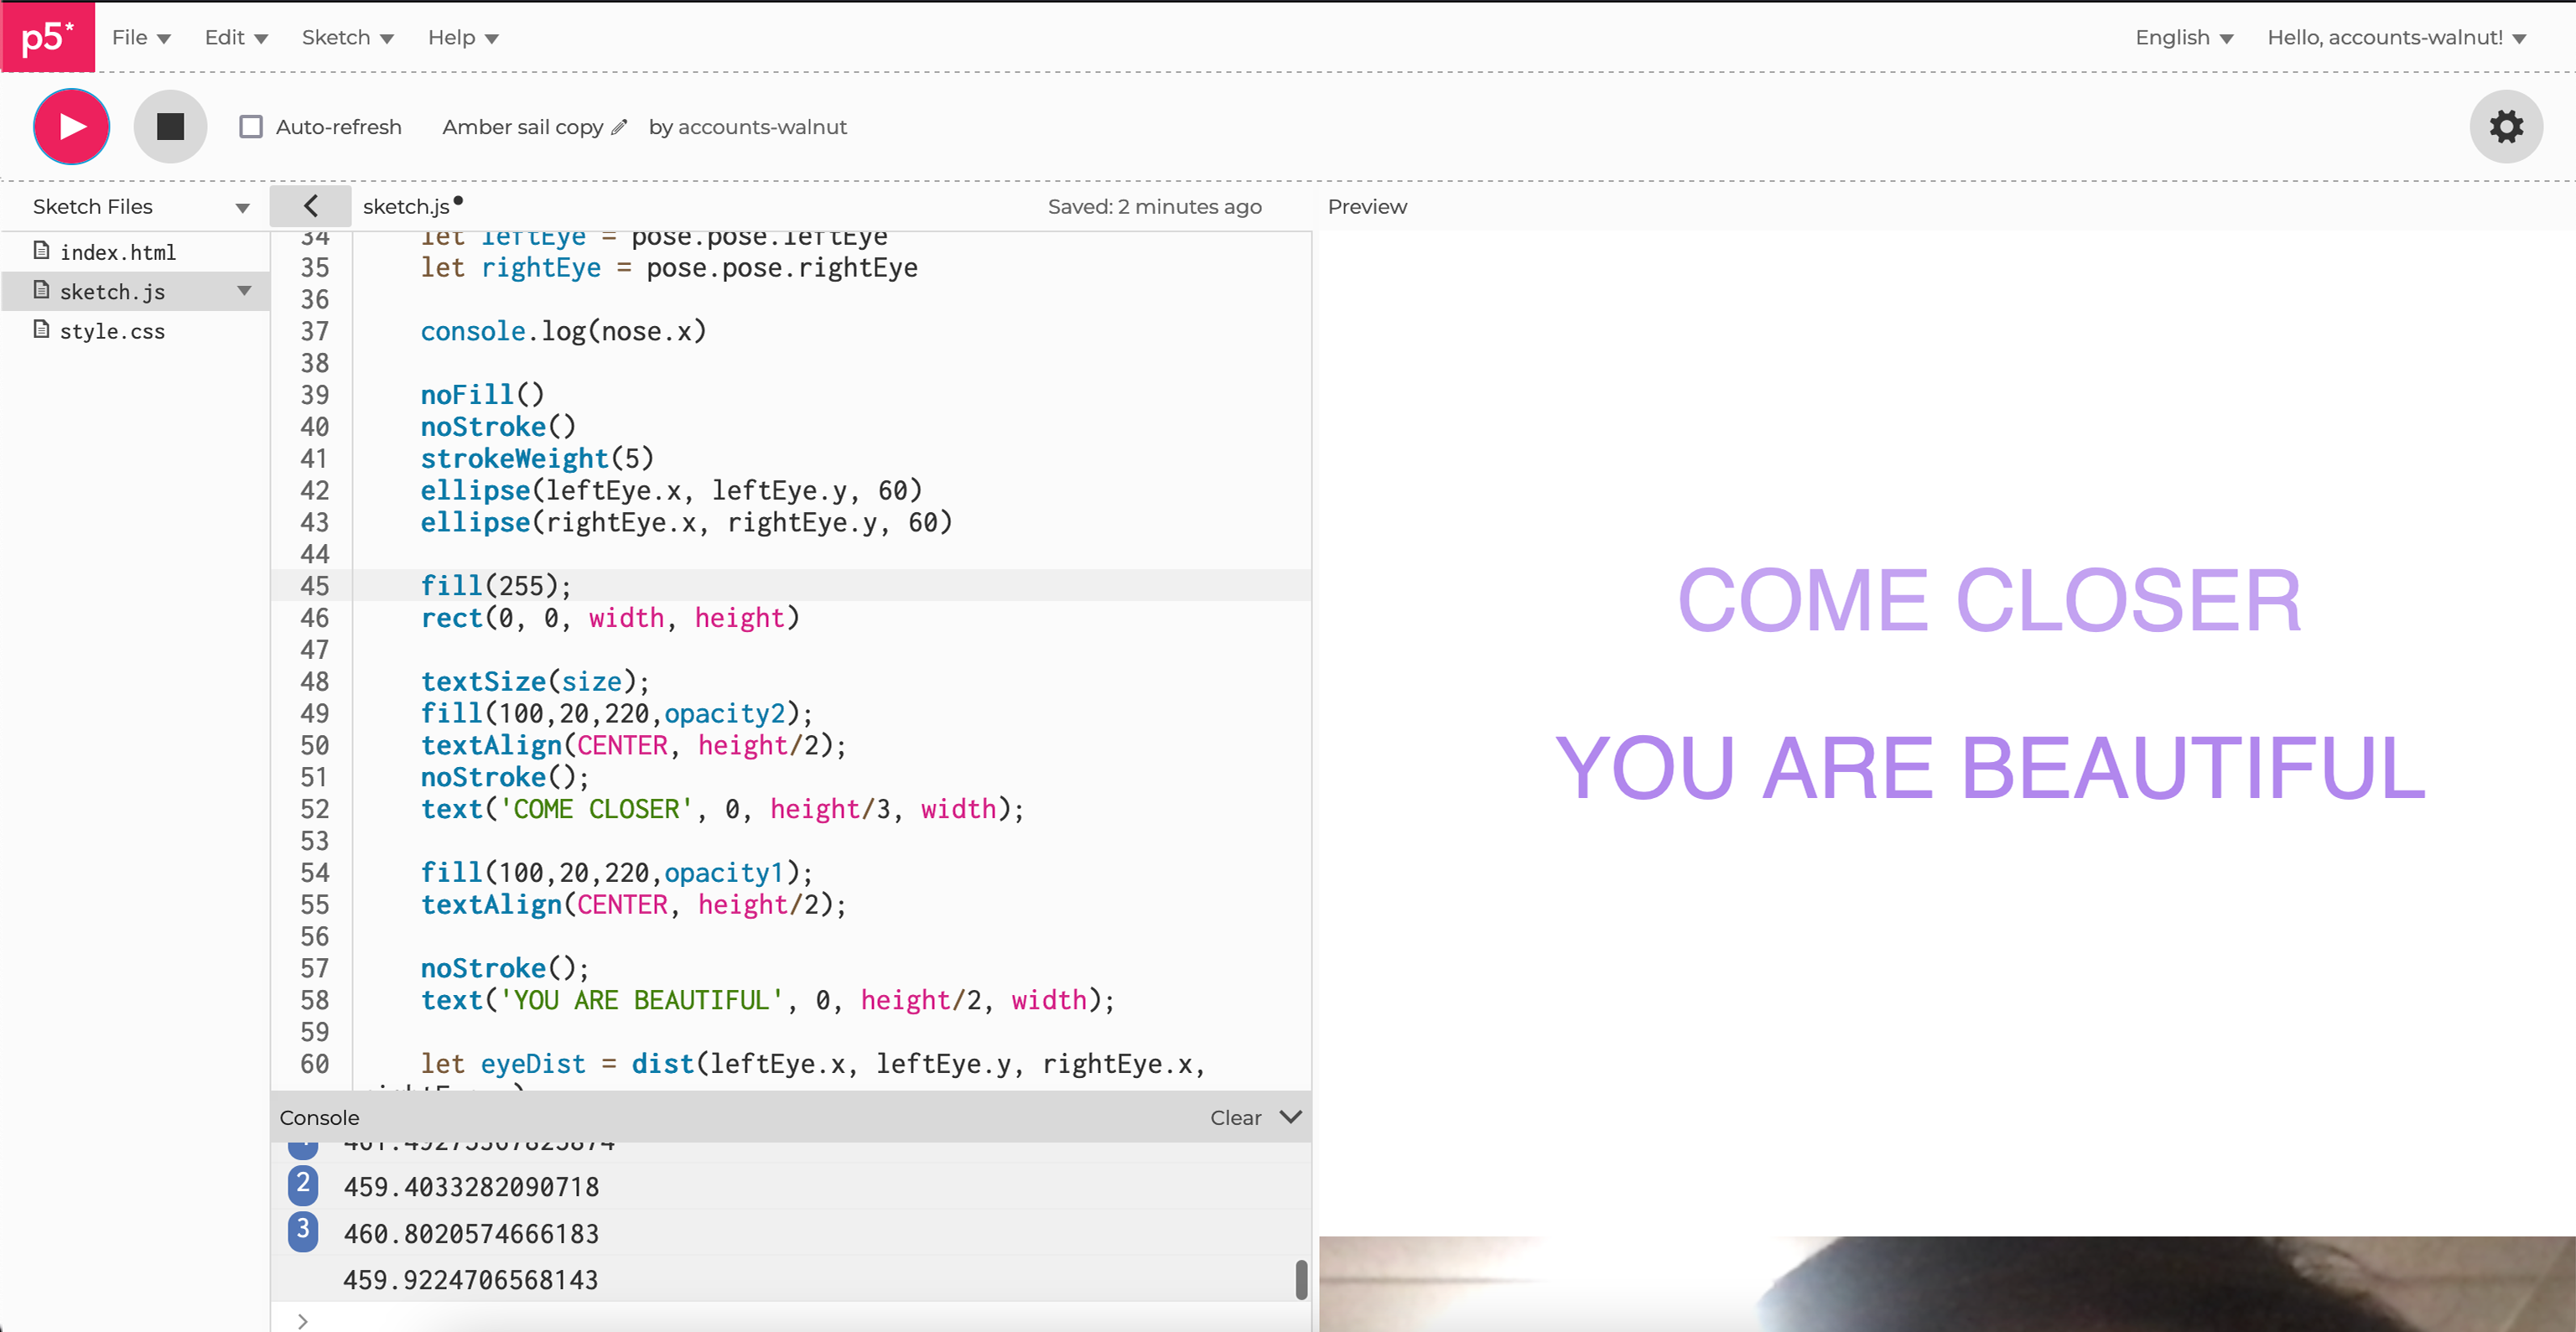 p5* File Edit Sketch Help English Hello, accounts-walnut!
Auto-refresh Amber sail copy by accounts-walnut
Sketch Files sketch.js Saved: 2 minutes ago Preview
index.html
sketch.js
style.css
34 let leftEye = pose.pose.leftEye
35 let rightEye = pose.pose.rightEye
36
37 console.log(nose.x)
38
39 noFill()
40 noStroke()
41 strokeWeight(5)
42 ellipse(leftEye.x, leftEye.y, 60)
43 ellipse(rightEye.x, rightEye.y, 60)
44
45 fill(255);
46 rect(0, 0, width, height)
47
48 textSize(size);
49 fill(100,20,220,opacity2);
50 textAlign(CENTER, height/2);
51 noStroke();
52 text('COME CLOSER', 0, height/3, width);
53
54 fill(100,20,220,opacity1);
55 textAlign(CENTER, height/2);
56
57 noStroke();
58 text('YOU ARE BEAUTIFUL', 0, height/2, width);
59
60 let eyeDist = dist(leftEye.x, leftEye.y, rightEye.x,
Console Clear
2 459.4033282090718
3 460.8020574666183
459.9224706568143
>
COME CLOSER
YOU ARE BEAUTIFUL